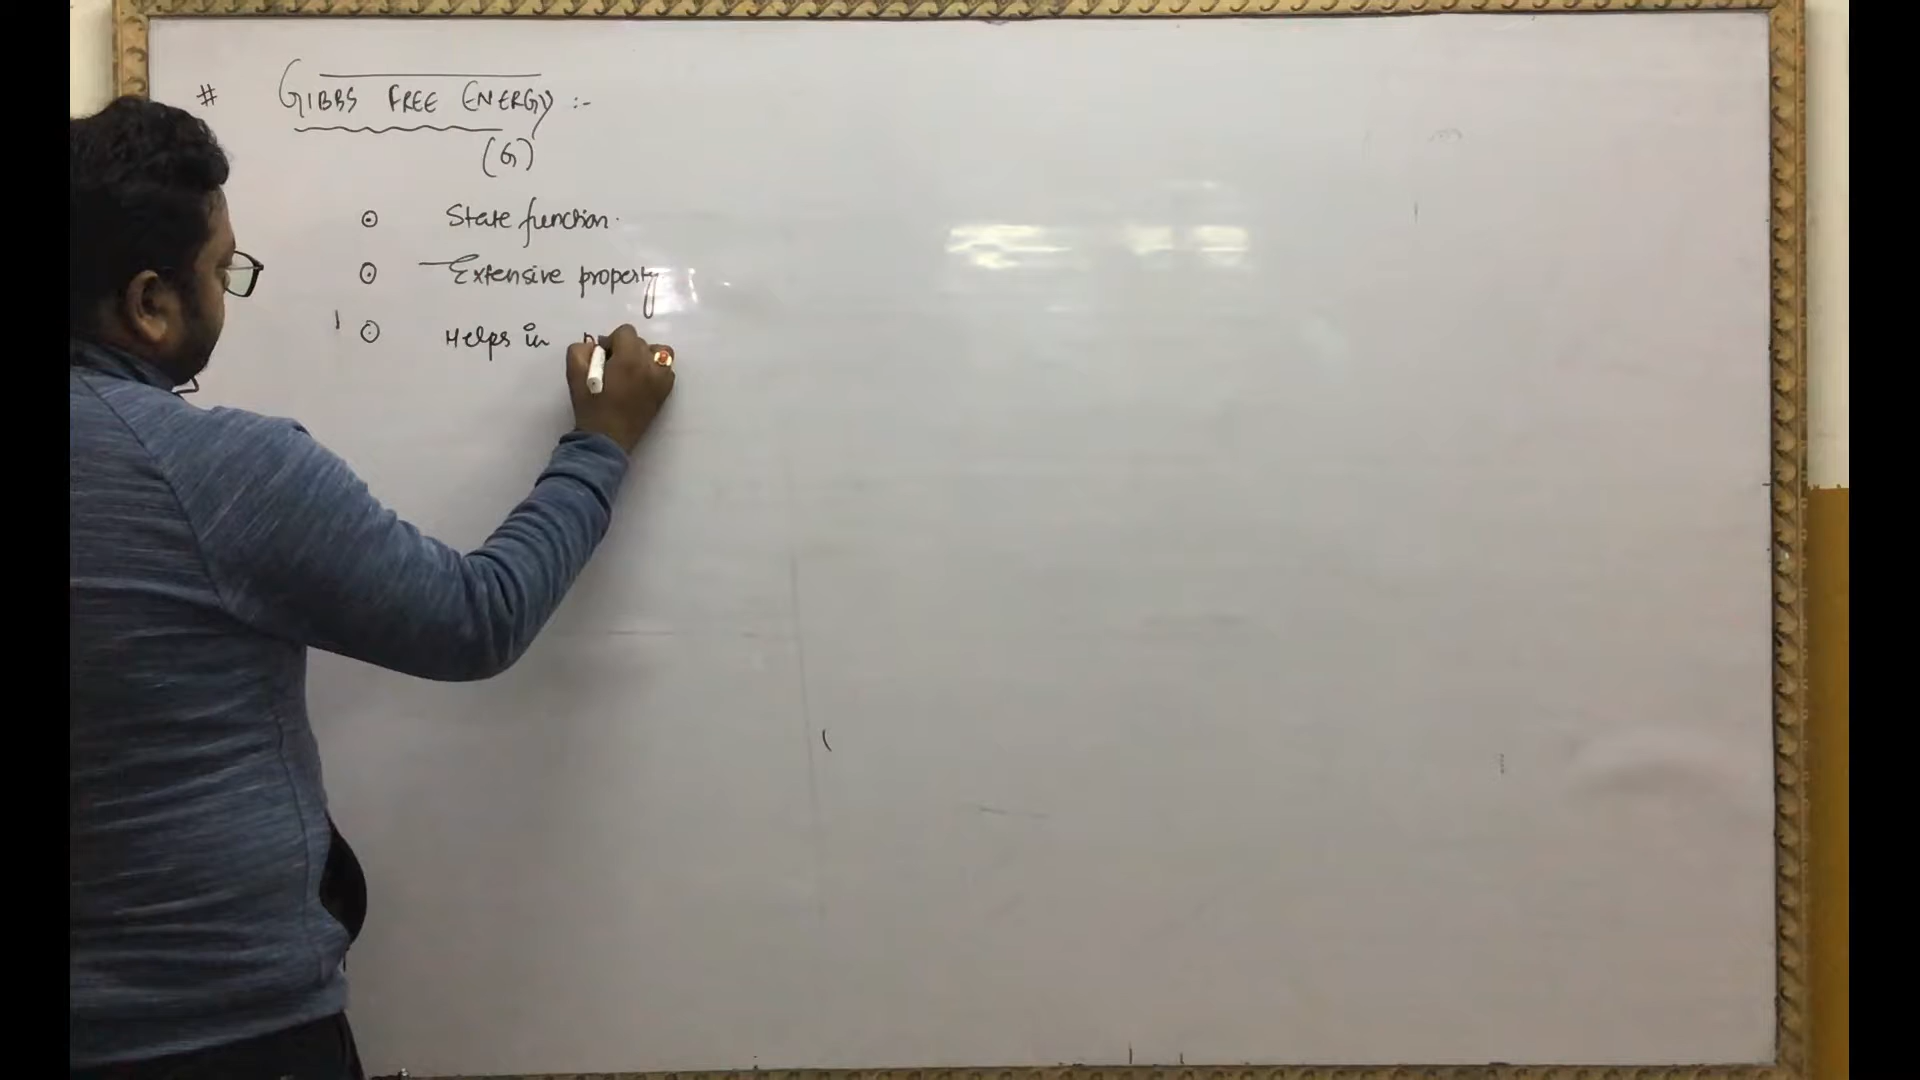 # GIBBS FREE ENERGY :-
(G)
⊙ State function.
⊙ Extensive property
⊙ Helps in